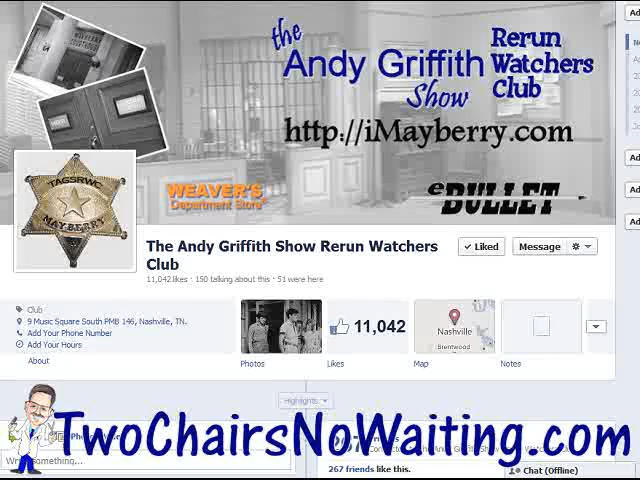 the
Andy Griffith
Show
Rerun
Watchers
Club
http://iMayberry.com
TAGSRWC
MAYBERRY
WEAVER'S
Department Store
eBULLET
The Andy Griffith Show Rerun Watchers
Club
11,042 likes · 150 talking about this · 51 were here
Liked
Message
Club
9 Music Square South PMB 146, Nashville, TN.
Add Your Phone Number
Add Your Hours
About
Photos
11,042
Likes
Nashville
Brentwood
Map
Notes
Highlights
TwoChairsNoWaiting.com
267 friends like this.
Chat (Offline)